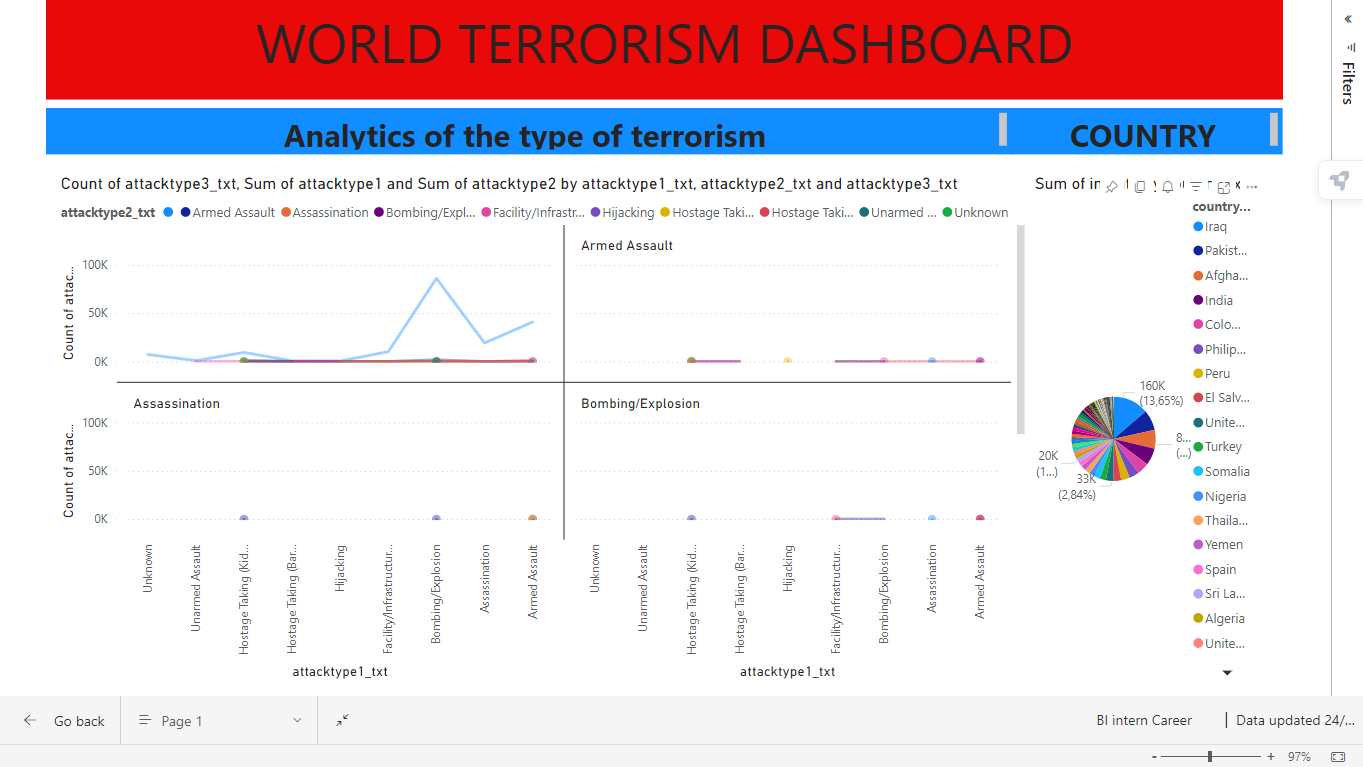 WORLD TERRORISM DASHBOARD
Filters
Analytics of the type of terrorism
COUNTRY
Count of attacktype3_txt, Sum of attacktype1 and Sum of attacktype2 by attacktype1_txt, attacktype2_txt and attacktype3_txt
attacktype2_txt Armed Assault Assassination Bombing/Expl... Facility/Infrastr... Hijacking Hostage Taki... Hostage Taki... Unarmed ... Unknown
Armed Assault
Count of attac...
100K
50K
0K
Assassination
Bombing/Explosion
Count of attac...
100K
50K
0K
Unknown
Unarmed Assault
Hostage Taking (Kid...
Hostage Taking (Bar...
Hijacking
Facility/Infrastructur...
Bombing/Explosion
Assassination
Armed Assault
attacktype1_txt
Unknown
Unarmed Assault
Hostage Taking (Kid...
Hostage Taking (Bar...
Hijacking
Facility/Infrastructur...
Bombing/Explosion
Assassination
Armed Assault
attacktype1_txt
Sum of
country...
Iraq
Pakist...
Afgha...
India
Colo...
Philip...
Peru
El Salv...
Unite...
Turkey
Somalia
Nigeria
Thaila...
Yemen
Spain
Sri La...
Algeria
Unite...
160K
(13,65%)
8...
(...)
33K
(2,84%)
20K
(1...)
Go back
Page 1
BI intern Career
| Data updated 24/...
- + 97%